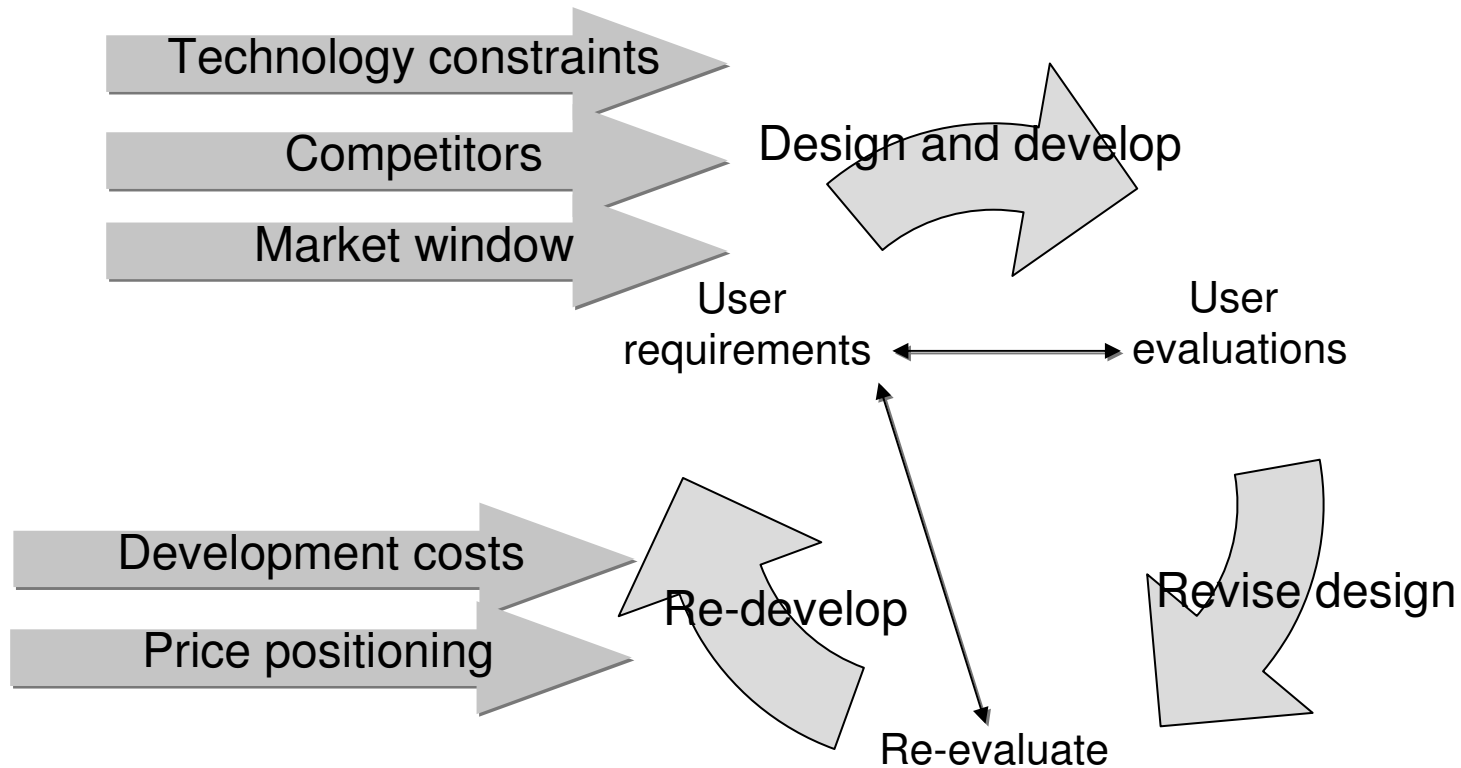 Technology constraints
Competitors
Market window
Design and develop
User
requirements
User
evaluations
Development costs
Price positioning
Re-develop
Revise design
Re-evaluate